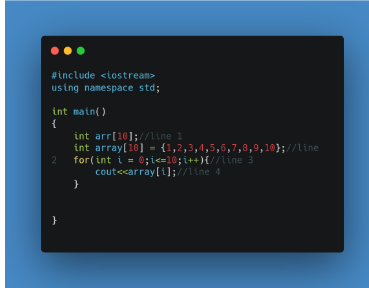 #include <iostream>
using namespace std;
int main()
{
int arr[10];//line 1
int array[10] = {1,2,3,4,5,6,7,8,9,10};//line
2 for(int i = 0;i<=10;i++){//line 3
cout<<array[i];//line 4
}
}